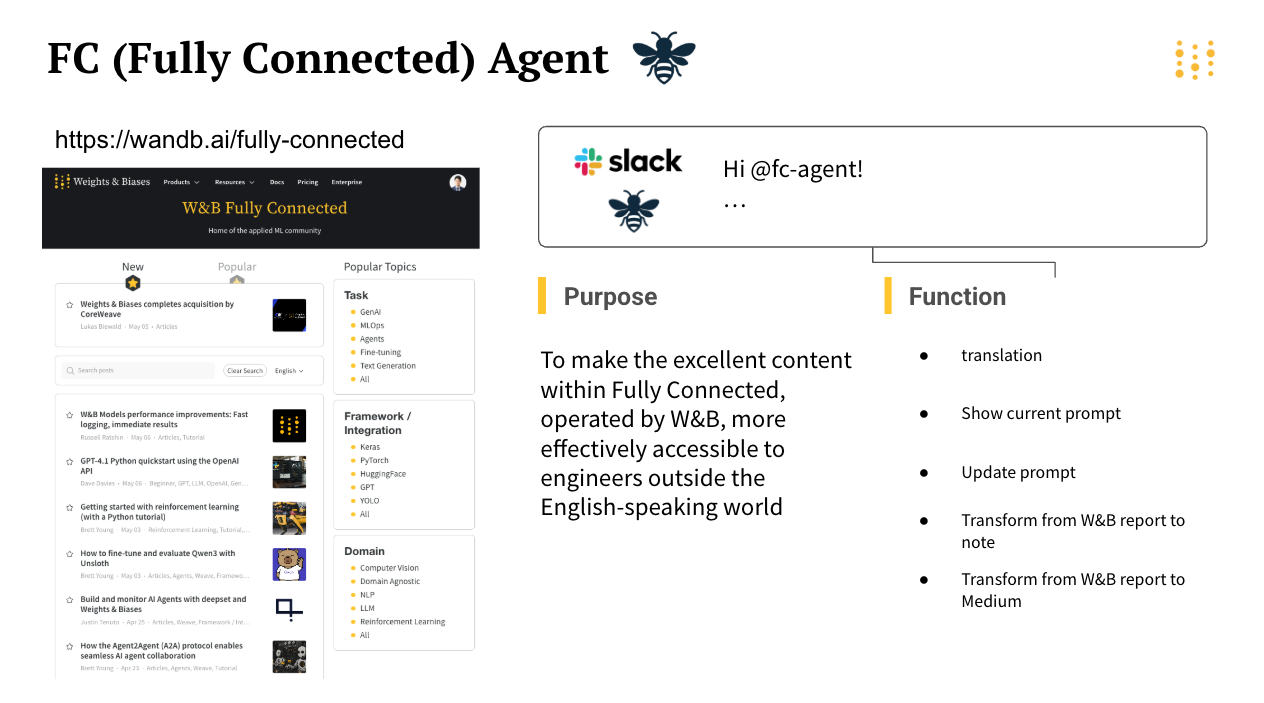 FC (Fully Connected) Agent
https://wandb.ai/fully-connected
Weights & Biases
Products
Resources
Docs
Pricing
Enterprise
W&B Fully Connected
Home of the applied ML community
New
Popular
Weights & Biases completes acquisition by
CoreWeave
Lukas Biewald · May 05 · Articles
Search posts
Clear Search
English
W&B Models performance improvements: Fast
logging, immediate results
Russell Ratshin · May 06 · Articles, Tutorial
GPT-4.1 Python quickstart using the OpenAI
API
Dave Davies · May 06 · Beginner, GPT, LLM, OpenAI, Gen...
Getting started with reinforcement learning
(with a Python tutorial)
Brett Young · May 03 · Reinforcement Learning, Tutorial,...
How to fine-tune and evaluate Qwen3 with
Unsloth
Brett Young · May 03 · Articles, Agents, Weave, Framewo...
Build and monitor AI Agents with deepset and
Weights & Biases
Justin Tenuto · Apr 25 · Articles, Weave, Framework / Inte...
How the Agent2Agent (A2A) protocol enables
seamless AI agent collaboration
Brett Young · Apr 23 · Articles, Agents, Weave, Tutorial
Popular Topics
Task
GenAI
MLOps
Agents
Fine-tuning
Text Generation
All
Framework /
Integration
Keras
PyTorch
HuggingFace
GPT
YOLO
All
Domain
Computer Vision
Domain Agnostic
NLP
LLM
Reinforcement Learning
All
slack
Hi @fc-agent!
...
Purpose
To make the excellent content
within Fully Connected,
operated by W&B, more
effectively accessible to
engineers outside the
English-speaking world
Function
● translation
● Show current prompt
● Update prompt
● Transform from W&B report to
note
● Transform from W&B report to
Medium